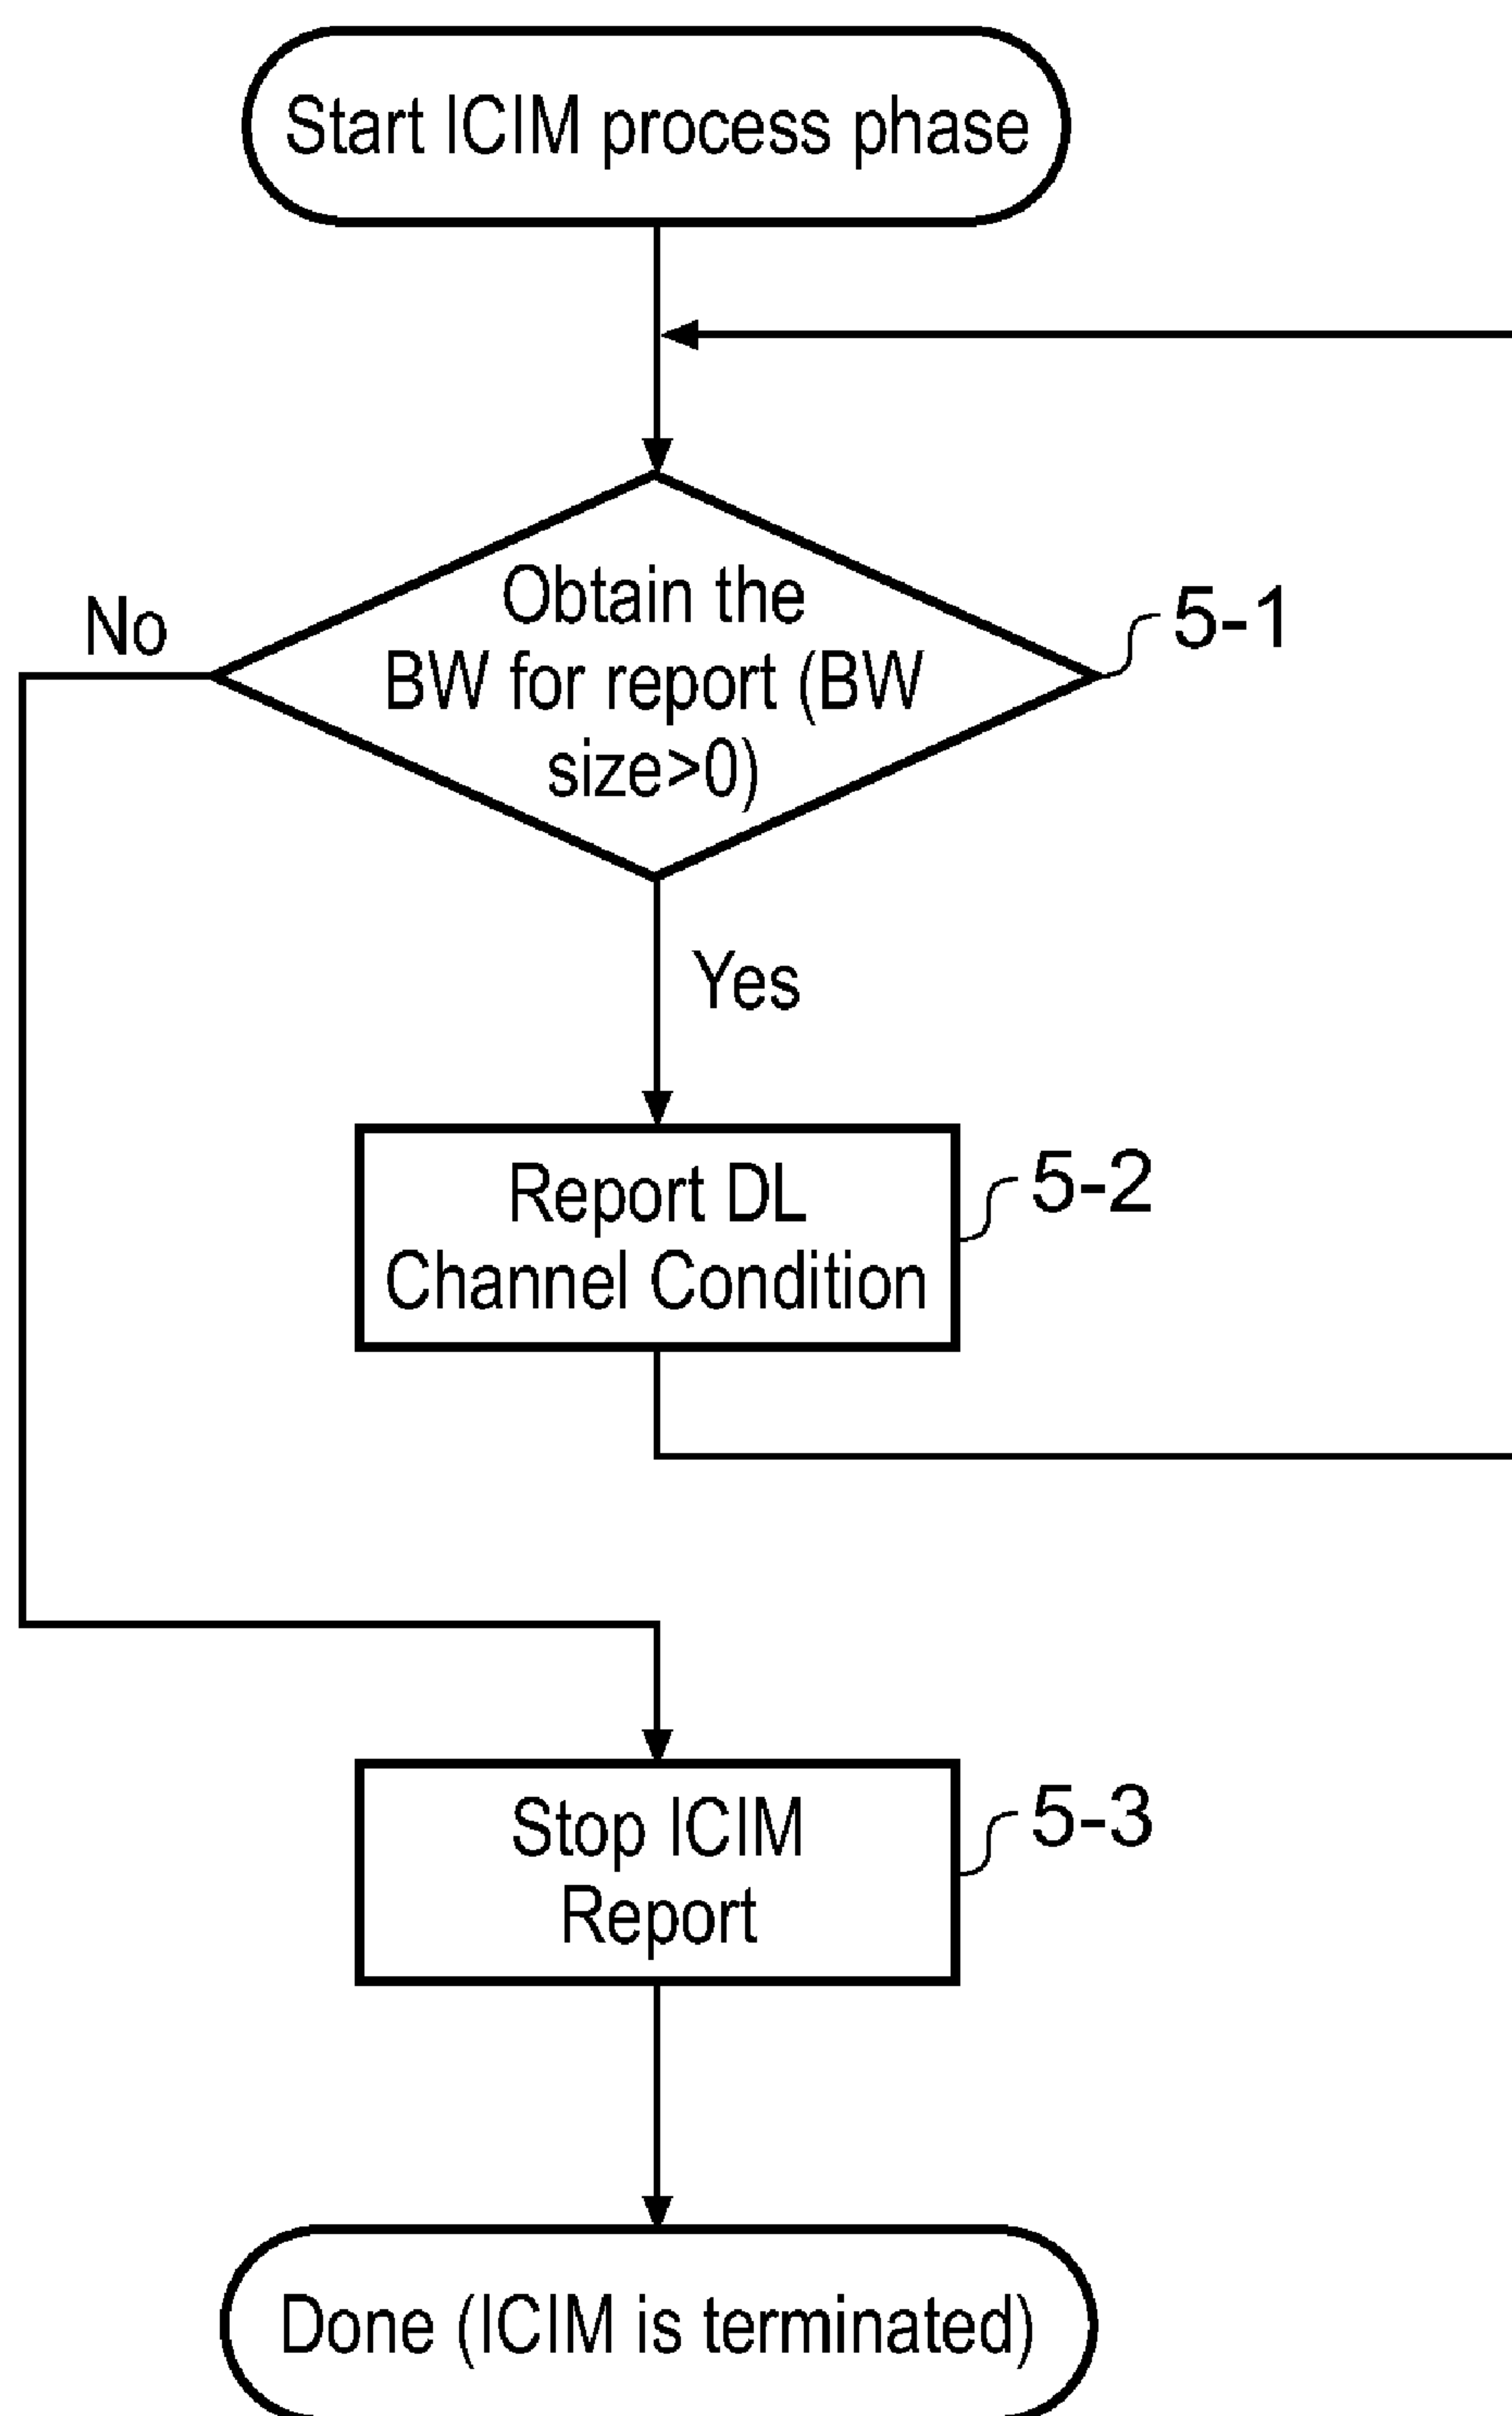 Start ICIM process phase
Obtain the
BW for report (BW
size>0)
5-1
No
Yes
Report DL
Channel Condition
5-2
Stop ICIM
Report
5-3
Done (ICIM is terminated)